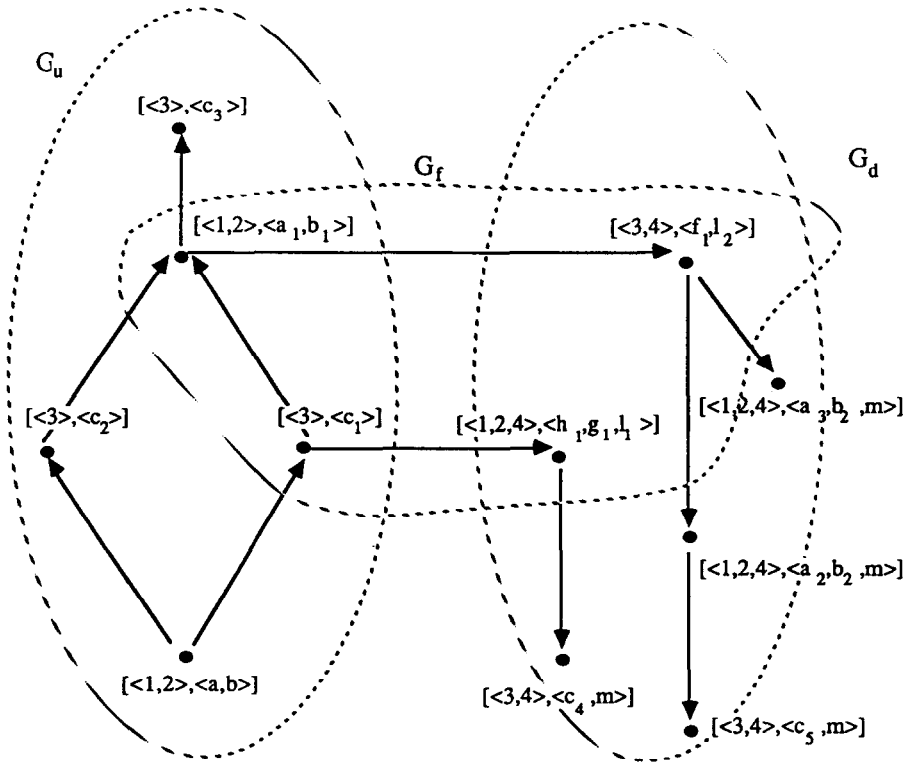 G_u
[<3>,<c_3>]
G_f
G_d
[<1,2>,<a_1,b_1>]
[<3,4>,<f_1,l_2>]
[<3>,<c_2>]
[<3>,<c_1>]
[<1,2,4>,<h_1,g_1,l_1>]
[<1,2,4>,<a_3,b_2,m>]
[<1,2,4>,<a_2,b_2,m>]
[<1,2>,<a,b>]
[<3,4>,<c_4,m>]
[<3,4>,<c_5,m>]